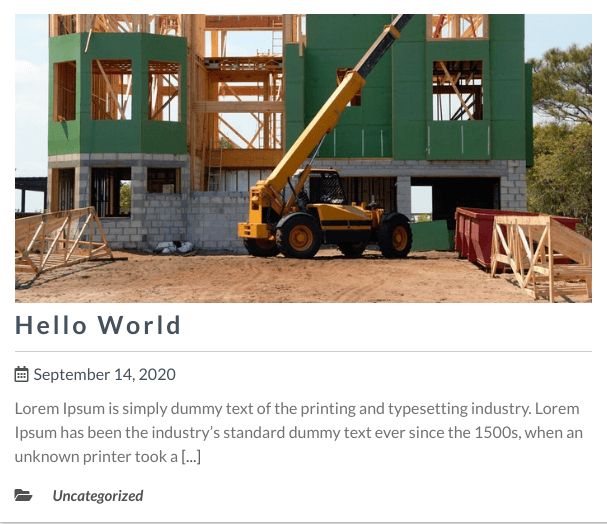 Hello World
September 14, 2020
Lorem Ipsum is simply dummy text of the printing and typesetting industry. Lorem
Ipsum has been the industry’s standard dummy text ever since the 1500s, when an
unknown printer took a [...]
Uncategorized